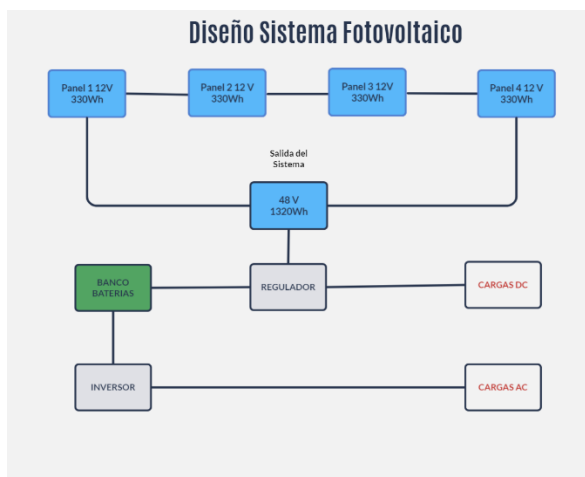 Diseño Sistema Fotovoltaico
Panel 1 12V
330Wh
Panel 2 12 V
330Wh
Panel 3 12 V
330Wh
Panel 4 12 V
330Wh
Salida del
Sistema
48 V
1320Wh
BANCO
BATERIAS
REGULADOR
CARGAS DC
INVERSOR
CARGAS AC